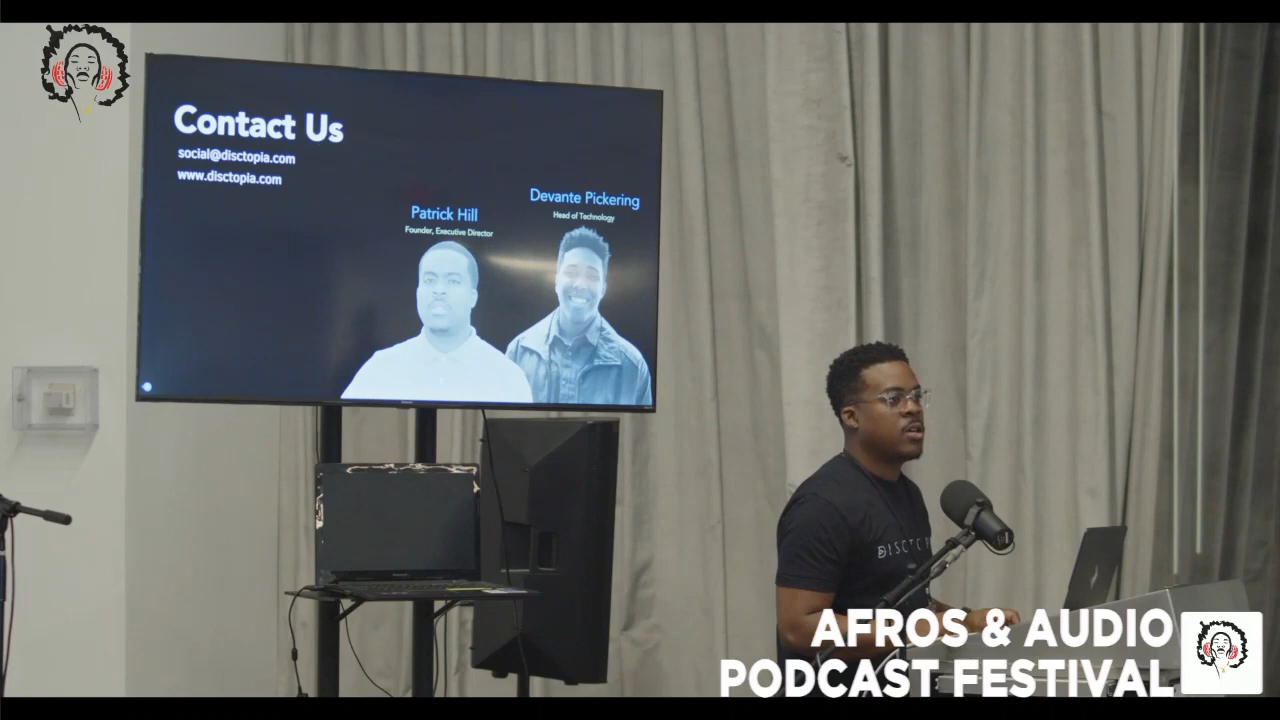 Contact Us
social@disctopia.com
www.disctopia.com
Devante Pickering
Head of Technology
Patrick Hill
Founder, Executive Director
AFROS & AUDIO
PODCAST FESTIVAL